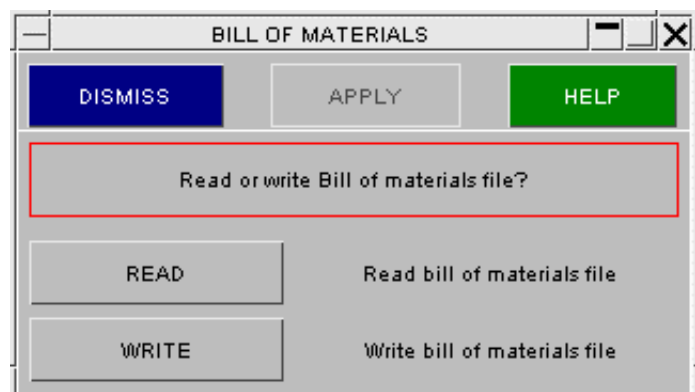 BILL OF MATERIALS
DISMISS APPLY HELP
Read or write Bill of materials file?
READ Read bill of materials file
WRITE Write bill of materials file